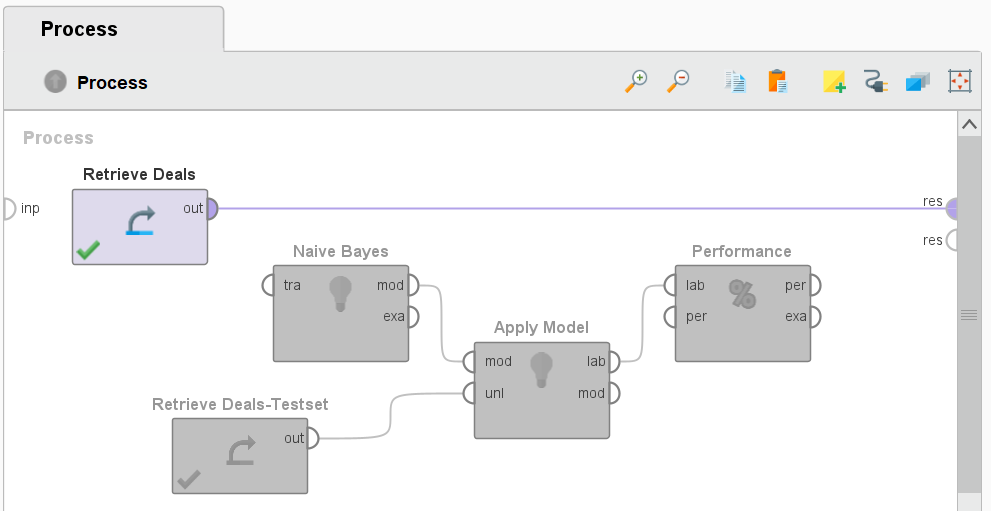 Process
Process
Process
Retrieve Deals
inp
out
res
res
Naive Bayes
tra
mod
exa
Performance
lab
per
per
exa
Apply Model
mod
lab
unl
mod
Retrieve Deals-Testset
out